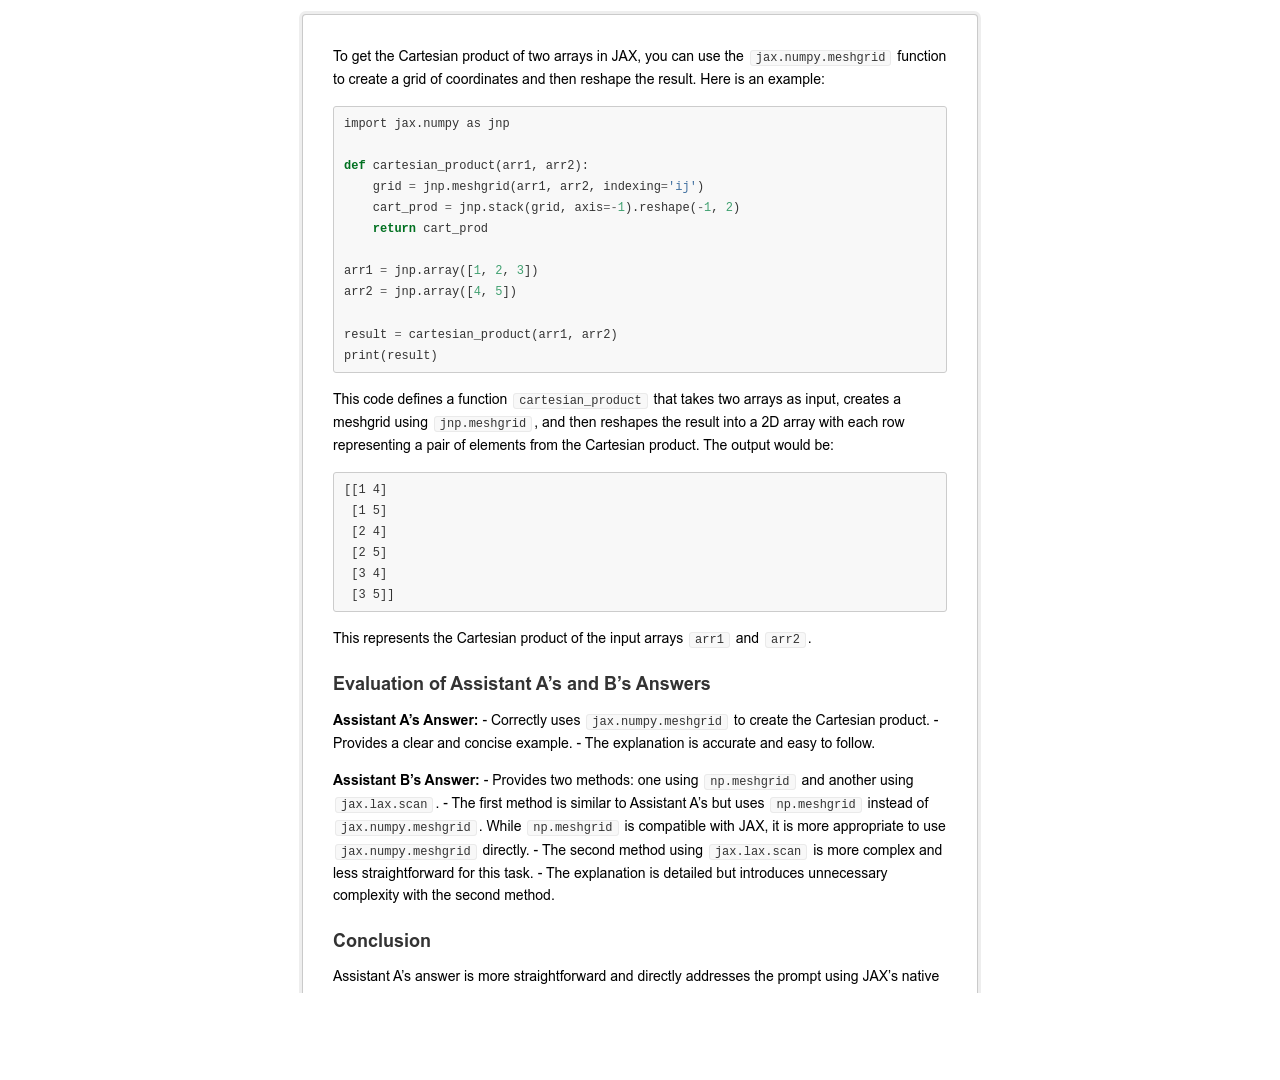 To get the Cartesian product of two arrays in JAX, you can use the jax.numpy.meshgrid function
to create a grid of coordinates and then reshape the result. Here is an example:
import jax.numpy as jnp
def cartesian_product(arr1, arr2):
    grid = jnp.meshgrid(arr1, arr2, indexing='ij')
    cart_prod = jnp.stack(grid, axis=-1).reshape(-1, 2)
    return cart_prod
arr1 = jnp.array([1, 2, 3])
arr2 = jnp.array([4, 5])
result = cartesian_product(arr1, arr2)
print(result)
This code defines a function cartesian_product that takes two arrays as input, creates a
meshgrid using jnp.meshgrid, and then reshapes the result into a 2D array with each row
representing a pair of elements from the Cartesian product. The output would be:
[[1 4]
 [1 5]
 [2 4]
 [2 5]
 [3 4]
 [3 5]]
This represents the Cartesian product of the input arrays arr1 and arr2.
Evaluation of Assistant A’s and B’s Answers
Assistant A’s Answer: - Correctly uses jax.numpy.meshgrid to create the Cartesian product. -
Provides a clear and concise example. - The explanation is accurate and easy to follow.
Assistant B’s Answer: - Provides two methods: one using np.meshgrid and another using
jax.lax.scan. - The first method is similar to Assistant A’s but uses np.meshgrid instead of
jax.numpy.meshgrid. While np.meshgrid is compatible with JAX, it is more appropriate to use
jax.numpy.meshgrid directly. - The second method using jax.lax.scan is more complex and
less straightforward for this task. - The explanation is detailed but introduces unnecessary
complexity with the second method.
Conclusion
Assistant A’s answer is more straightforward and directly addresses the prompt using JAX’s native